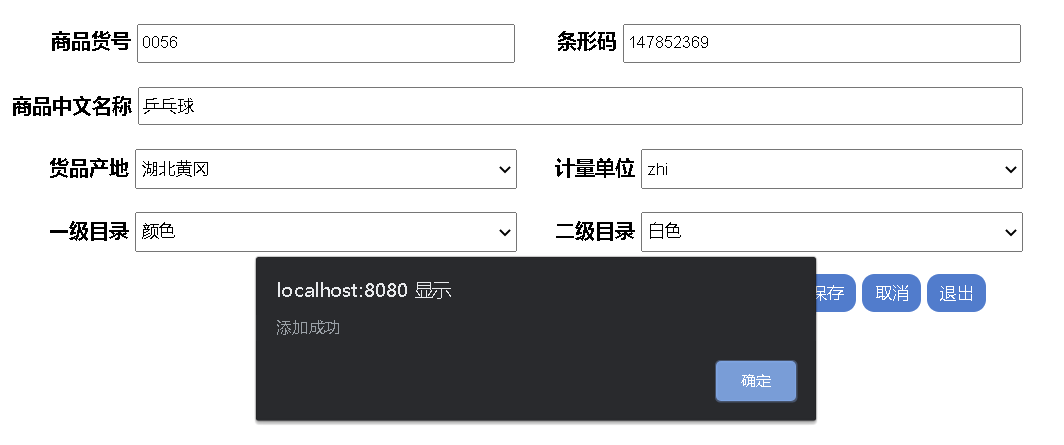 商品货号 0056 条形码 147852369
商品中文名称 乒乓球
货品产地 湖北黄冈 计量单位 zhi
一级目录 颜色 二级目录 白色
保存 取消 退出
localhost:8080 显示
添加成功
确定